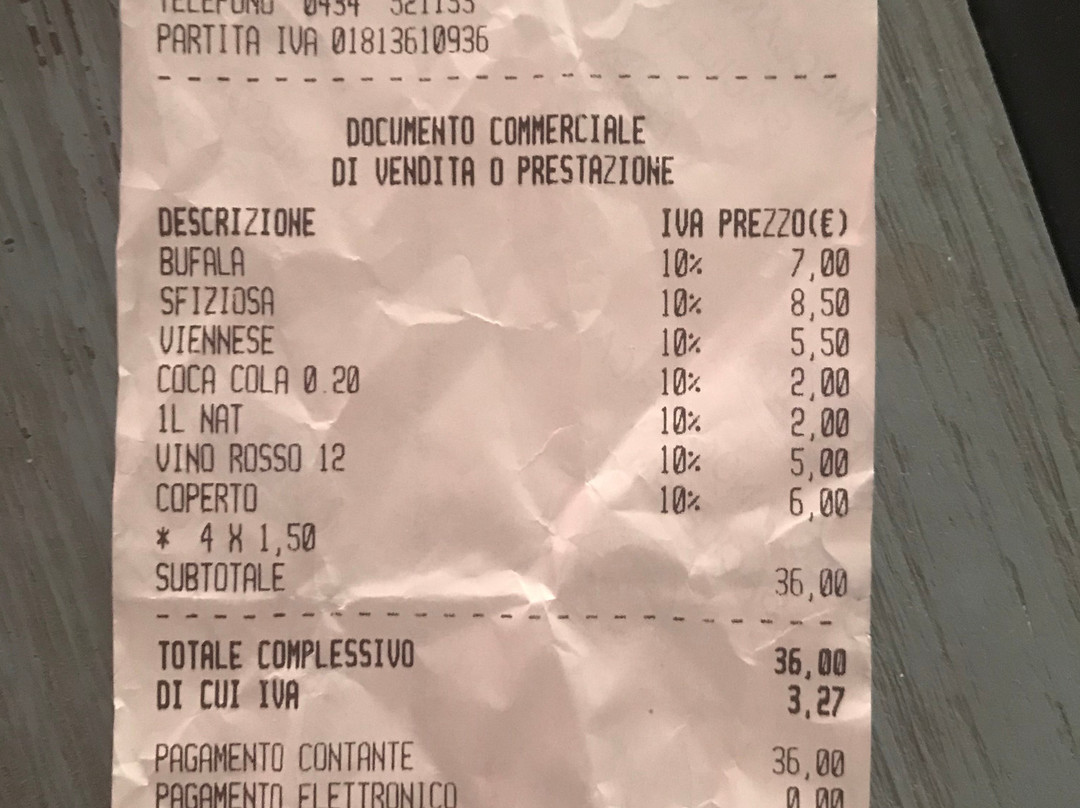 TELEFONO 0434 521133
PARTITA IVA 01813610936
DOCUMENTO COMMERCIALE
DI VENDITA O PRESTAZIONE
DESCRIZIONE IVA PREZZO(€)
BUFALA 10% 7,00
SFIZIOSA 10% 8,50
VIENNESE 10% 5,50
COCA COLA 0.20 10% 2,00
1L NAT 10% 2,00
VINO ROSSO 12 10% 5,00
COPERTO 10% 6,00
* 4 X 1,50
SUBTOTALE 36,00
TOTALE COMPLESSIVO 36,00
DI CUI IVA 3,27
PAGAMENTO CONTANTE 36,00
PAGAMENTO ELETTRONICO 0,00